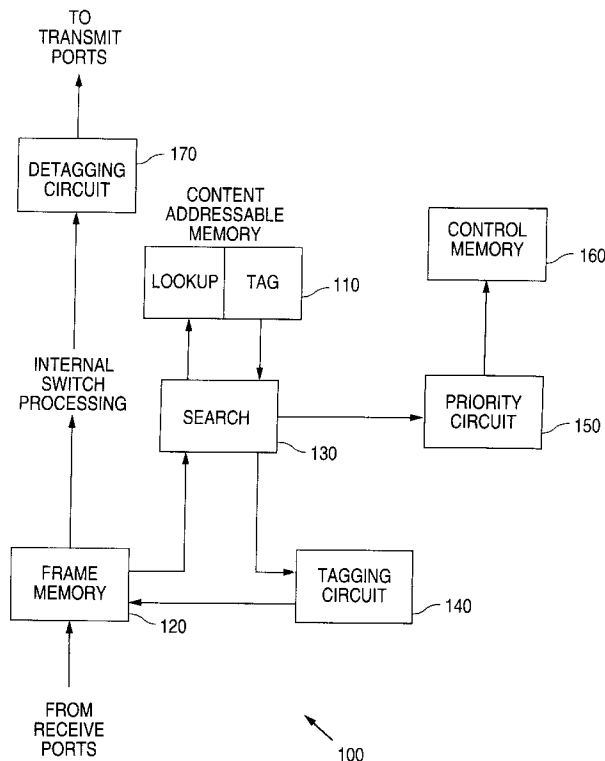 TO
TRANSMIT
PORTS
DETAGGING
CIRCUIT
170
CONTENT
ADDRESSABLE
MEMORY
LOOKUP
TAG
110
CONTROL
MEMORY
160
INTERNAL
SWITCH
PROCESSING
SEARCH
130
PRIORITY
CIRCUIT
150
FRAME
MEMORY
120
TAGGING
CIRCUIT
140
FROM
RECEIVE
PORTS
100